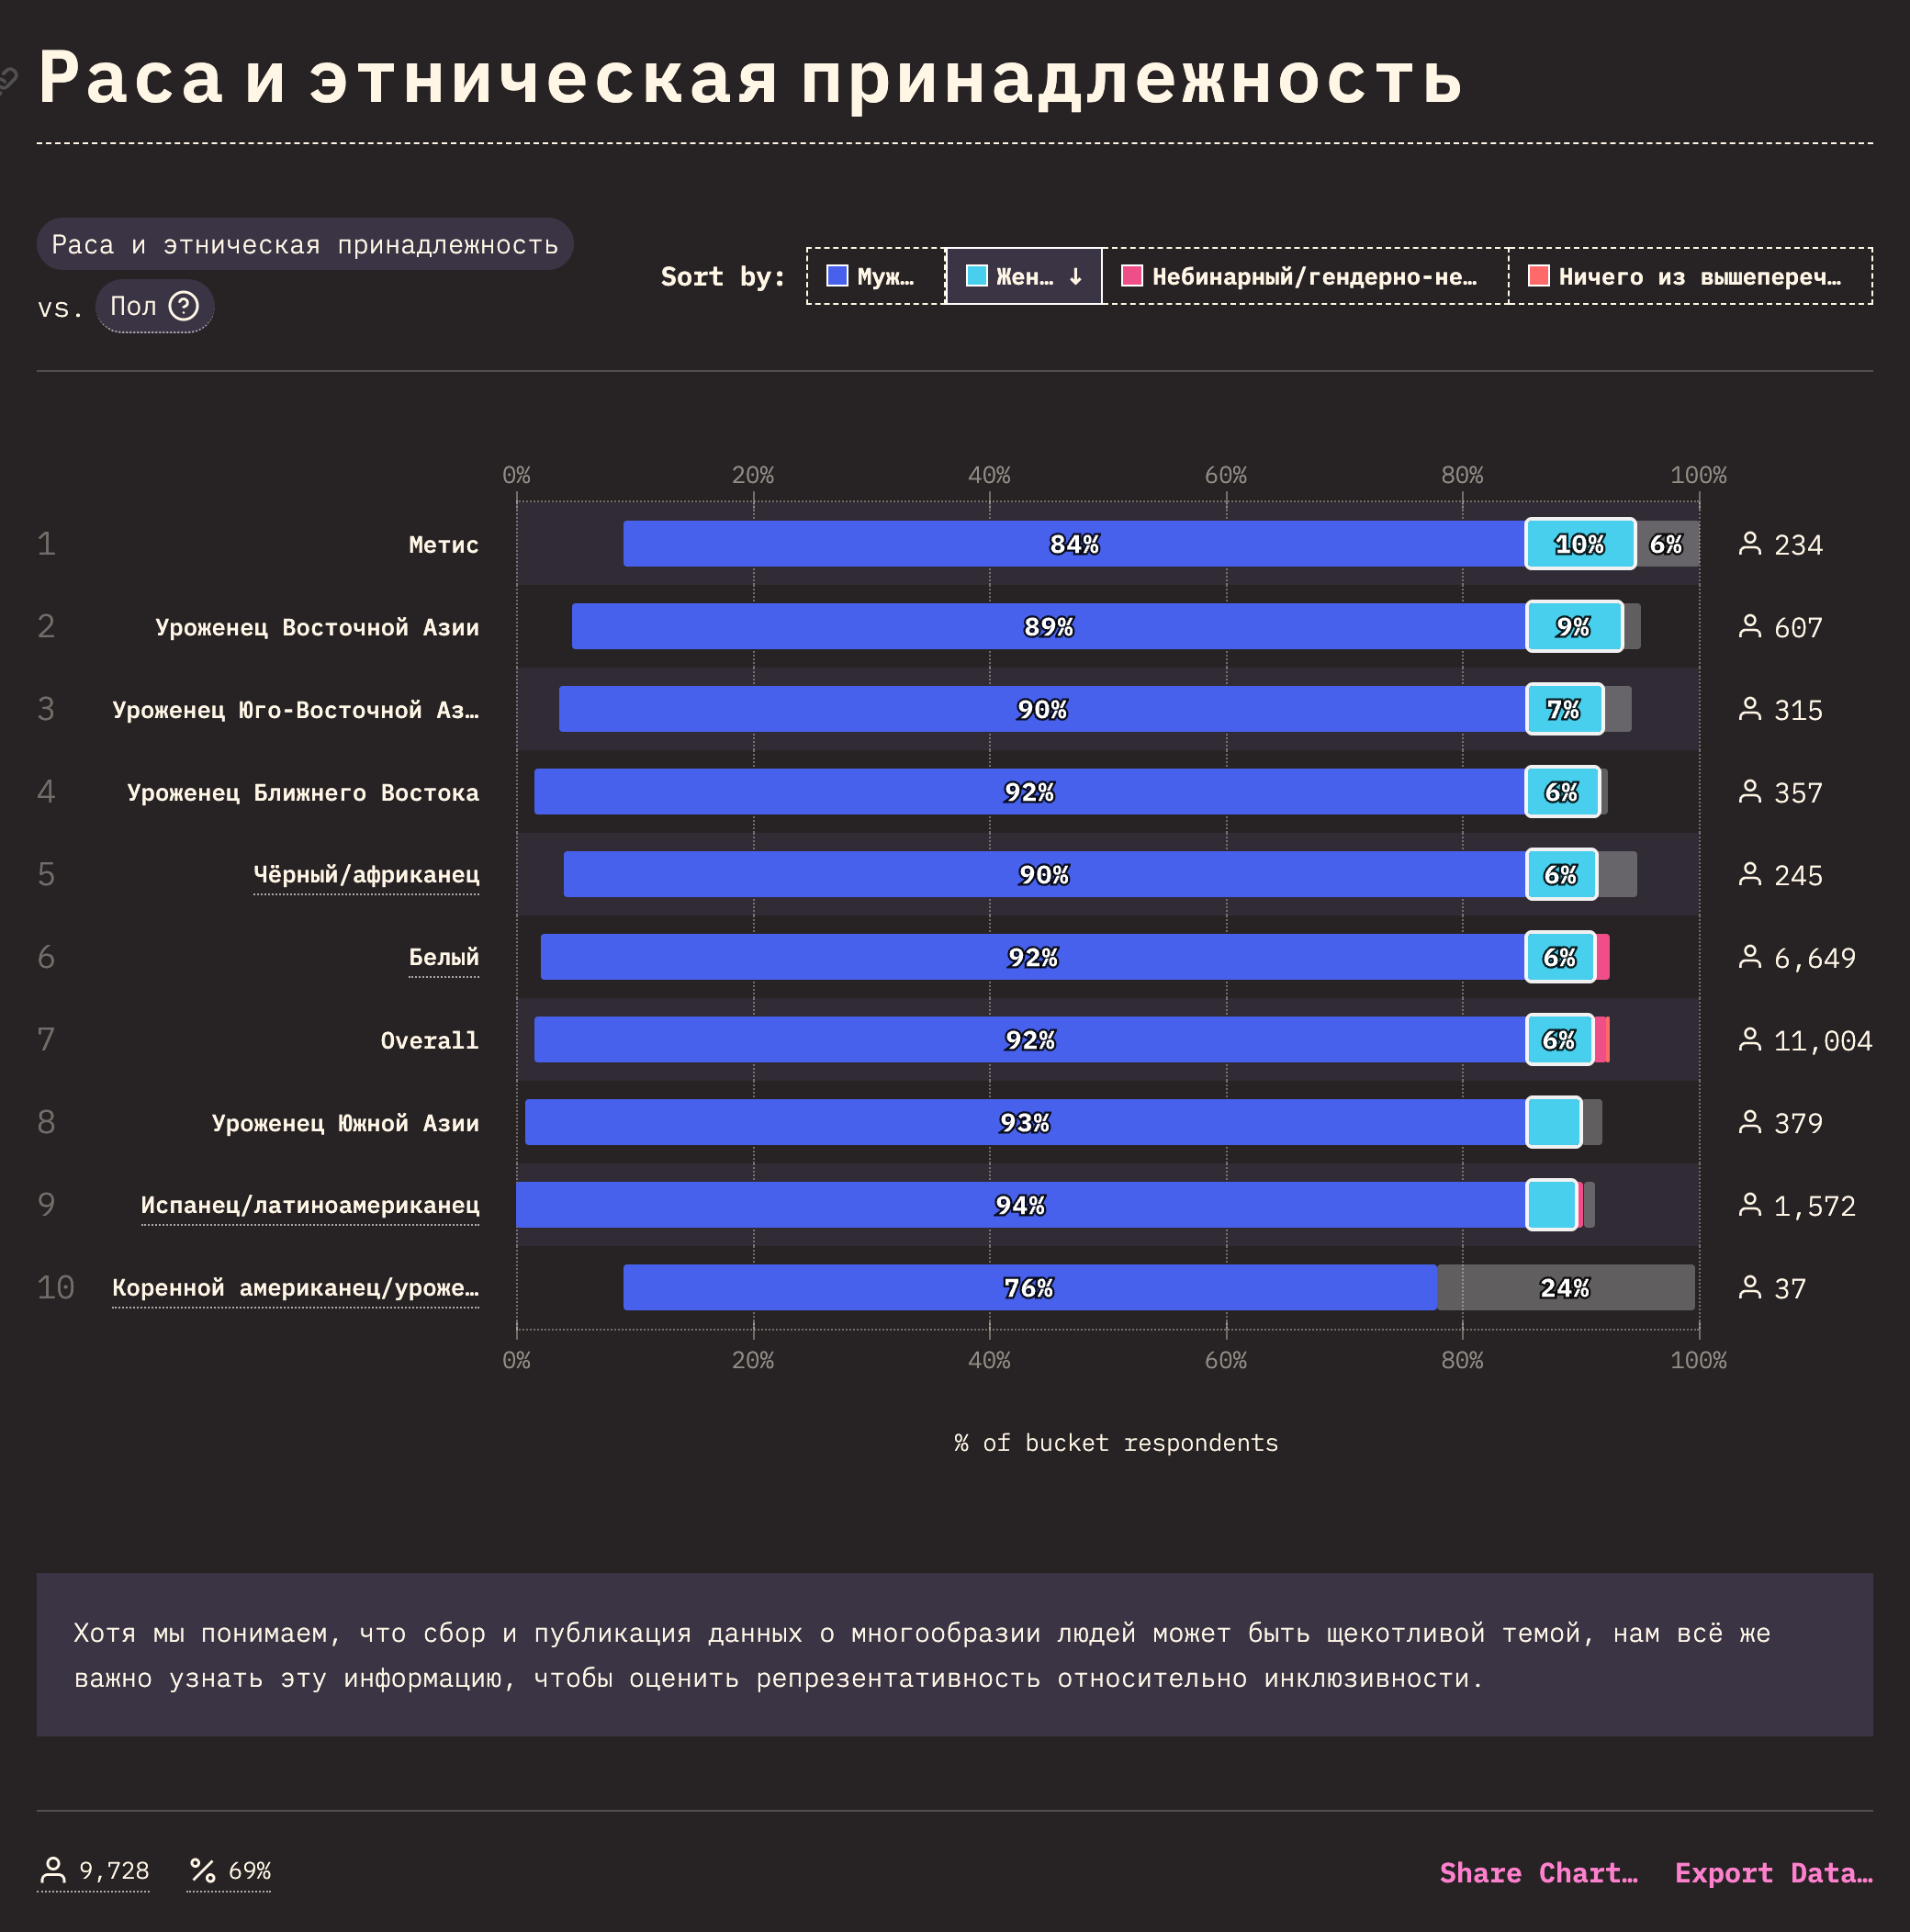 Раса и этническая принадлежность
Раса и этническая принадлежность
vs. Пол ?
Sort by: Муж… Жен… ↓ Небинарный/гендерно-не… Ничего из вышепереч…
0% 20% 40% 60% 80% 100%
1 Метис 84% 10% 6% 234
2 Уроженец Восточной Азии 89% 9% 607
3 Уроженец Юго-Восточной Аз… 90% 7% 315
4 Уроженец Ближнего Востока 92% 6% 357
5 Чёрный/африканец 90% 6% 245
6 Белый 92% 6% 6,649
7 Overall 92% 6% 11,004
8 Уроженец Южной Азии 93% 379
9 Испанец/латиноамериканец 94% 1,572
10 Коренной американец/уроже… 76% 24% 37
0% 20% 40% 60% 80% 100%
% of bucket respondents
Хотя мы понимаем, что сбор и публикация данных о многообразии людей может быть щекотливой темой, нам всё же
важно узнать эту информацию, чтобы оценить репрезентативность относительно инклюзивности.
9,728 % 69% Share Chart… Export Data…